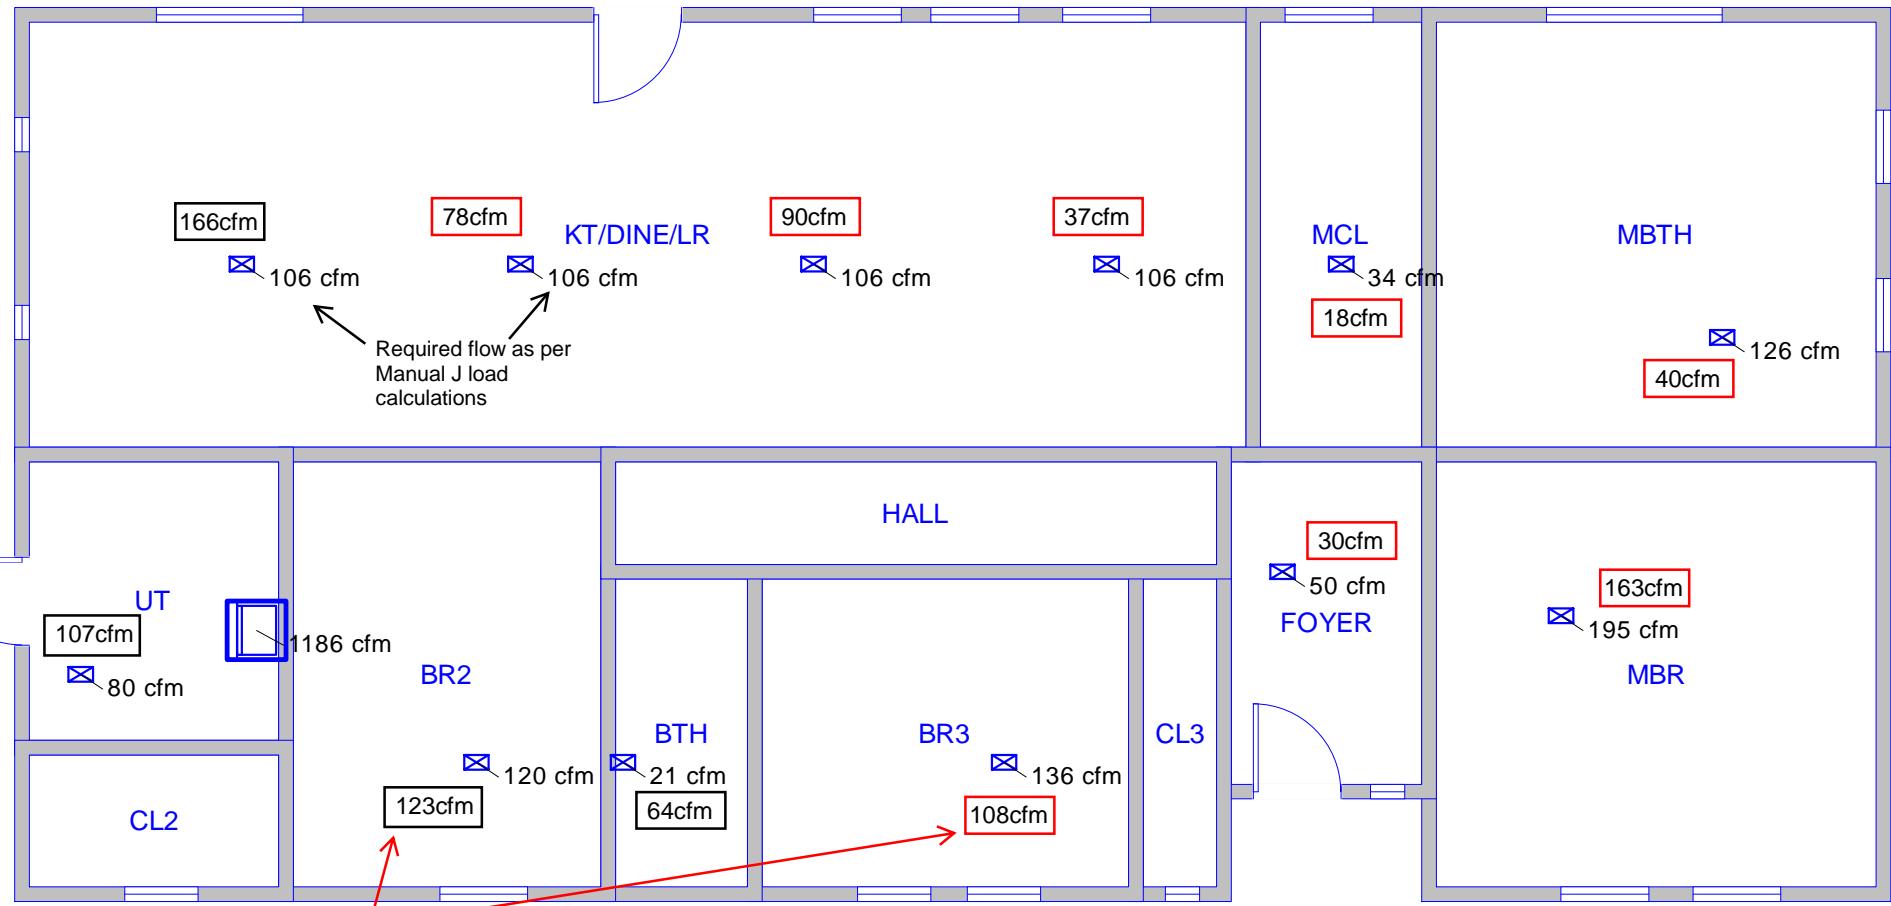 166cfm
78cfm
90cfm
37cfm
KT/DINE/LR
MCL
MBTH
106 cfm
106 cfm
106 cfm
106 cfm
34 cfm
18cfm
126 cfm
40cfm
Required flow as per
Manual J load
calculations
HALL
30cfm
50 cfm
FOYER
163cfm
195 cfm
MBR
UT
107cfm
1186 cfm
80 cfm
BR2
BTH
BR3
CL3
120 cfm
21 cfm
136 cfm
123cfm
64cfm
108cfm
CL2